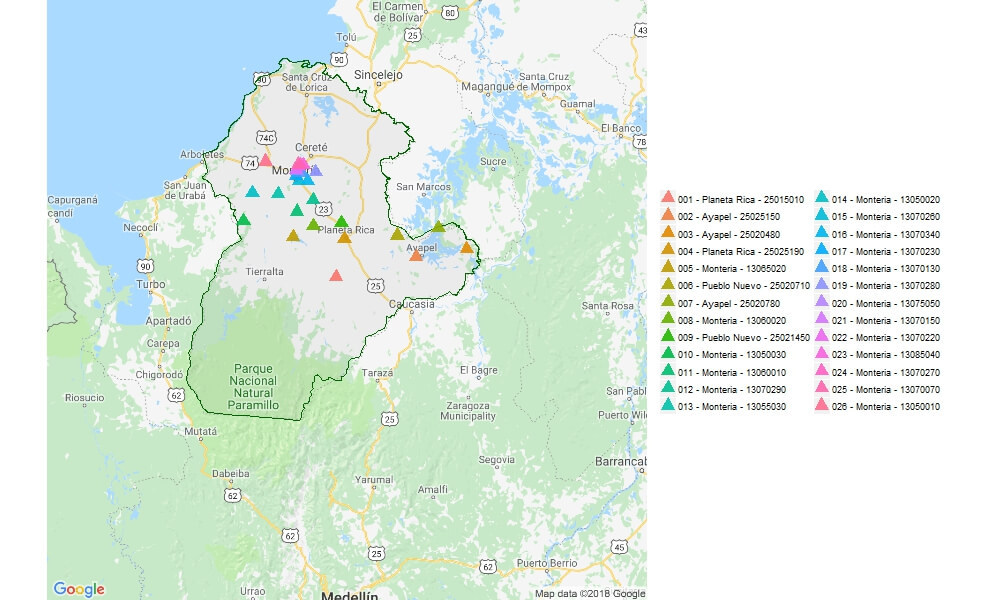 El Carmen
de Bolívar
80
43
25
Tolú
90
Sincelejo
90
Santa Cruz
de Lorica
Santa Cruz
de Mompox
Magangué
Guamal
El Banco
74C
78
Cereté
Arboletes
74
Sucre
San Juan
de Urabá
San Marcos
23
Necoclí
Planeta Rica
Ayapel
90
Tierralta
Turbo
25
Caucasia
Santa Rosa
Apartadó
Carepa
Chigorodó
Parque
Nacional
Natural
Paramillo
Tarazá
El Bagre
62
Riosucio
Zaragoza
Municipality
San Pabl
25
Puerto Wil
Mutatá
Segovia
Barrancab
Dabeiba
Yarumal
62
Amalfi
62
25
45
62
Puerto Berrio
Urrao
Medellín
Google
Map data ©2018 Google
001 - Planeta Rica - 25015010
002 - Ayapel - 25025150
003 - Ayapel - 25020480
004 - Planeta Rica - 25025190
005 - Monteria - 13065020
006 - Pueblo Nuevo - 25020710
007 - Ayapel - 25020780
008 - Monteria - 13060020
009 - Pueblo Nuevo - 25021450
010 - Monteria - 13050030
011 - Monteria - 13060010
012 - Monteria - 13070290
013 - Monteria - 13055030
014 - Monteria - 13050020
015 - Monteria - 13070260
016 - Monteria - 13070340
017 - Monteria - 13070230
018 - Monteria - 13070130
019 - Monteria - 13070280
020 - Monteria - 13075050
021 - Monteria - 13070150
022 - Monteria - 13070220
023 - Monteria - 13085040
024 - Monteria - 13070270
025 - Monteria - 13070070
026 - Monteria - 13050010